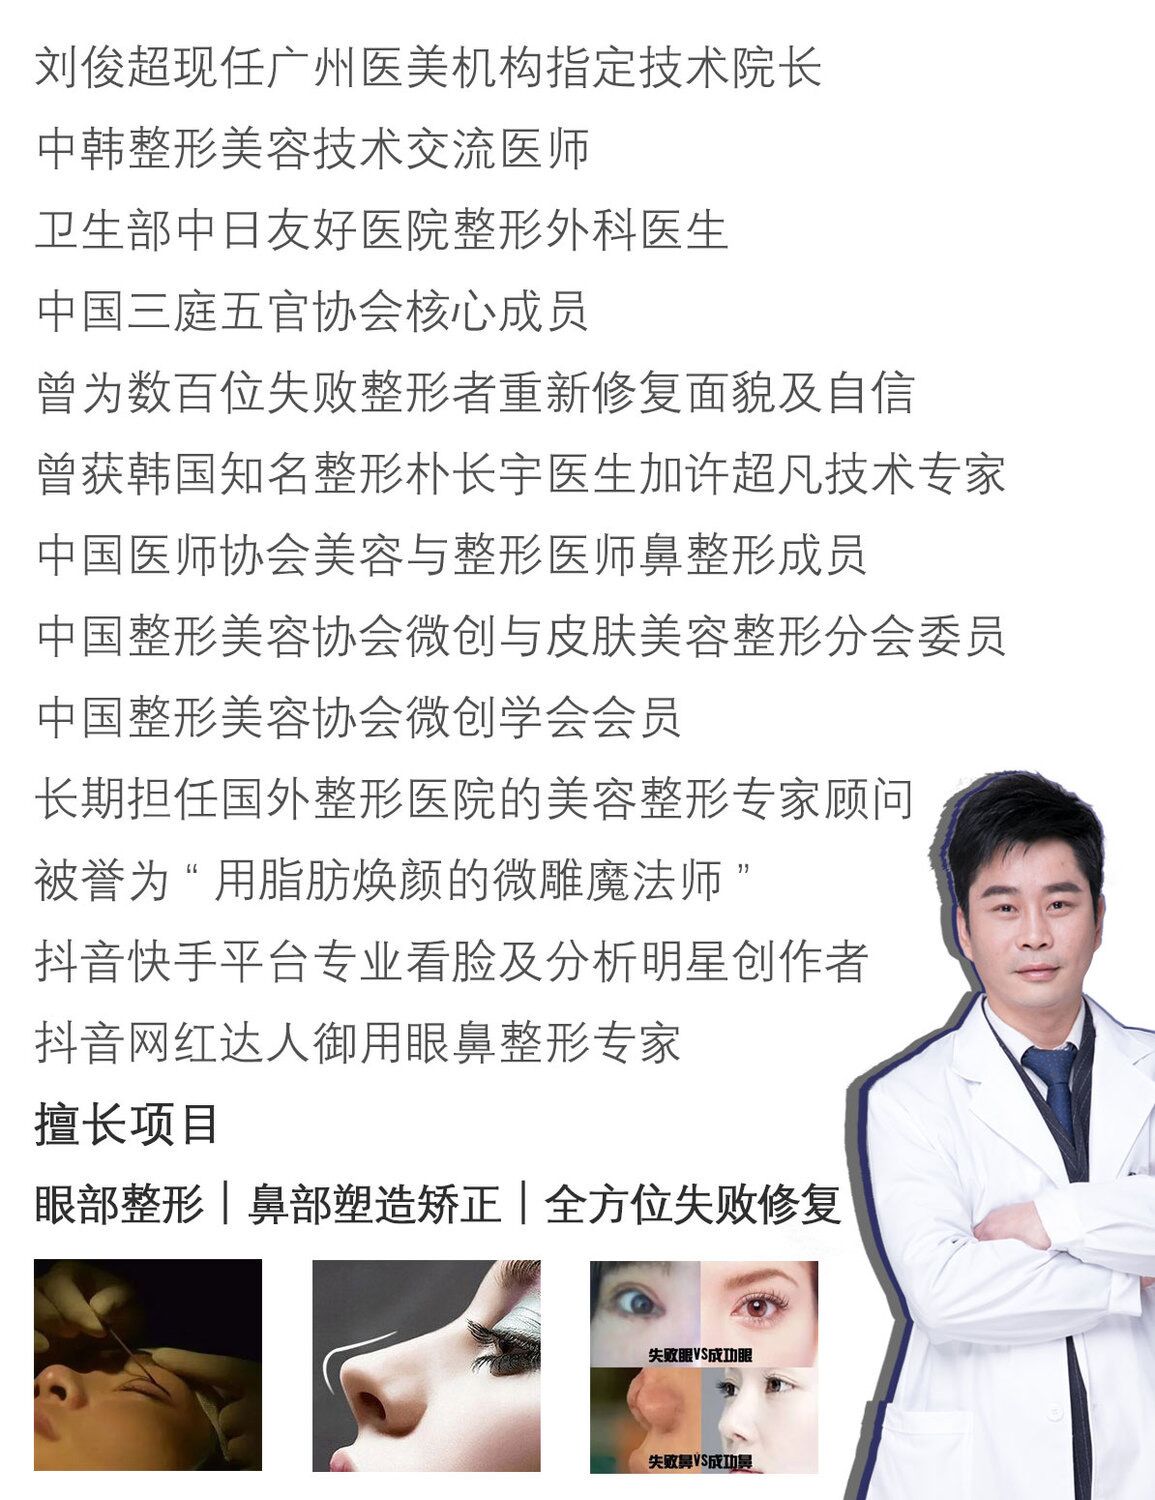 刘俊超现任广州医美机构指定技术院长
中韩整形美容技术交流医师
卫生部中日友好医院整形外科医生
中国三庭五官协会核心成员
曾为数百位失败整形者重新修复面貌及自信
曾获韩国知名整形朴长宇医生加许超凡技术专家
中国医师协会美容与整形医师鼻整形成员
中国整形美容协会微创与皮肤美容整形分会委员
中国整形美容协会微创学会会员
长期担任国外整形医院的美容整形专家顾问
被誉为“用脂肪焕颜的微雕魔法师”
抖音快手平台专业看脸及分析明星创作者
抖音网红达人御用眼鼻整形专家
擅长项目
眼部整形｜鼻部塑造矫正｜全方位失败修复
失败眼VS成功眼
失败鼻VS成功鼻